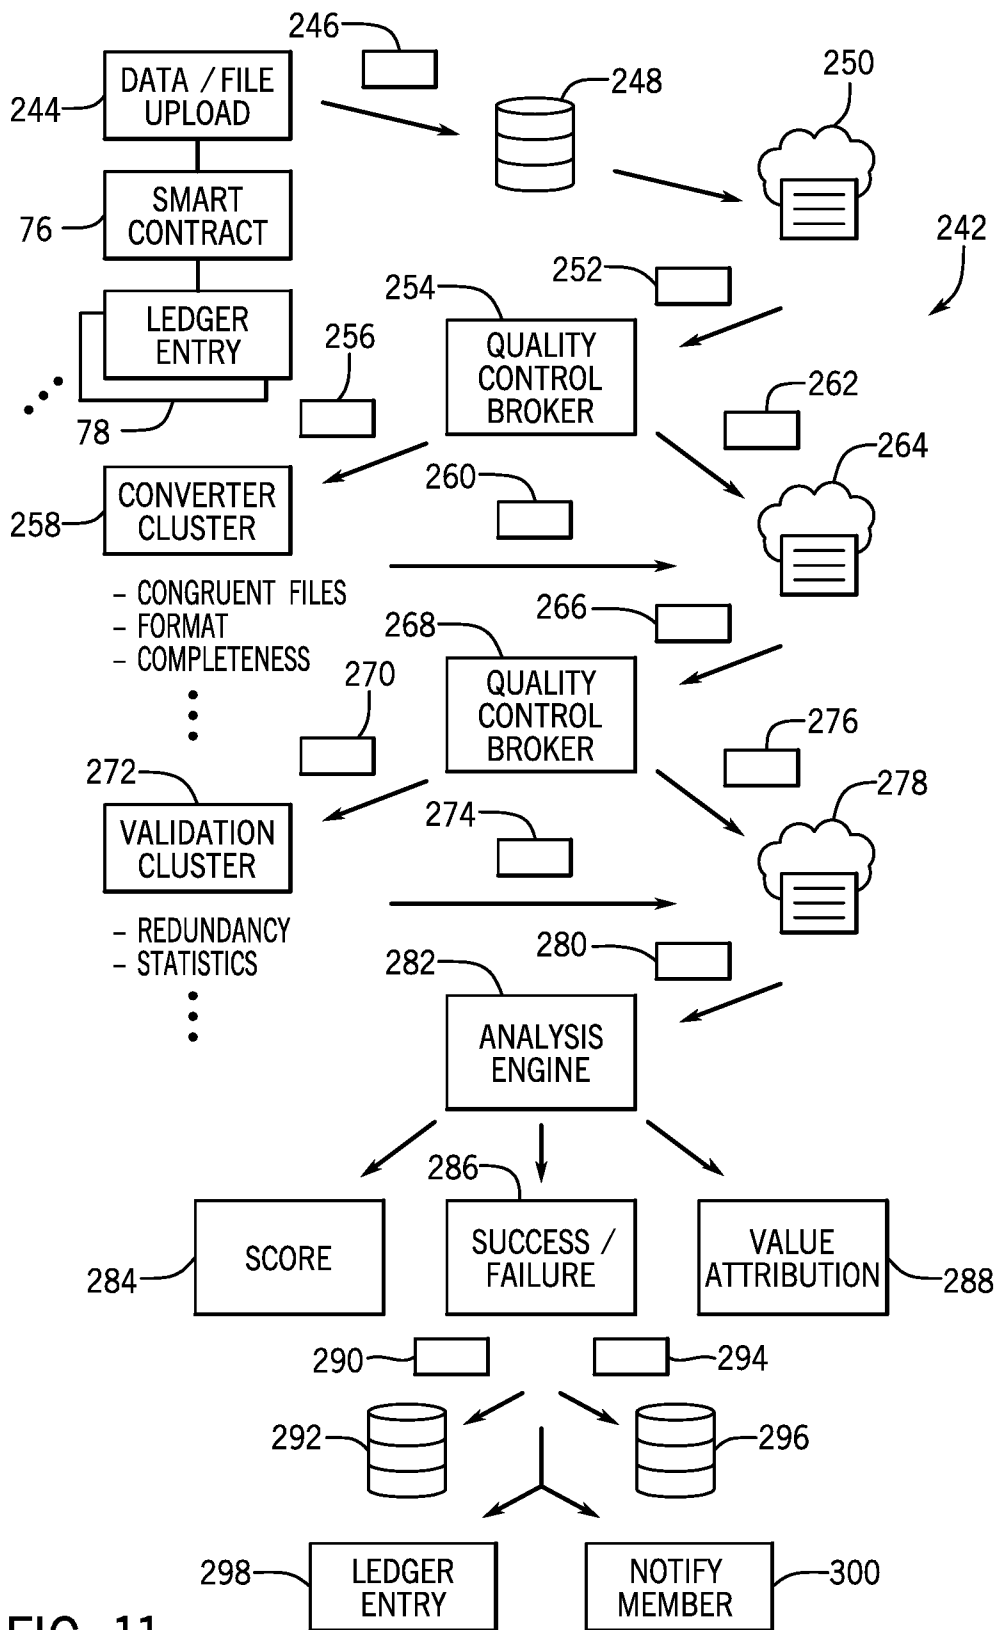 246
DATA / FILE
UPLOAD
244
248
250
SMART
CONTRACT
76
242
252
254
LEDGER
ENTRY
256
QUALITY
CONTROL
BROKER
262
78
264
260
CONVERTER
CLUSTER
258
– CONGRUENT FILES
– FORMAT
– COMPLETENESS
266
268
270
QUALITY
CONTROL
BROKER
276
272
278
274
VALIDATION
CLUSTER
– REDUNDANCY
– STATISTICS
280
282
ANALYSIS
ENGINE
286
SCORE
SUCCESS /
FAILURE
VALUE
ATTRIBUTION
284
288
290
294
292
296
298
LEDGER
ENTRY
NOTIFY
MEMBER
300
FIG. 11